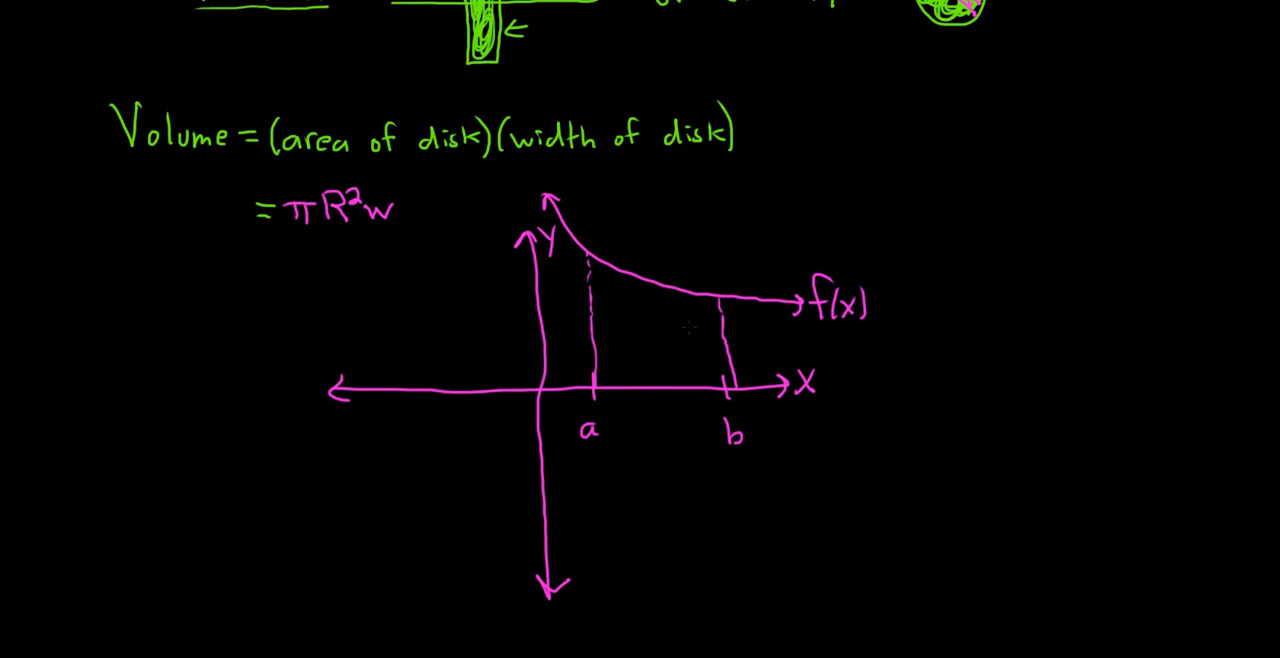 Volume = (area of disk)(width of disk)
= πR²w
y
f(x)
x
a
b